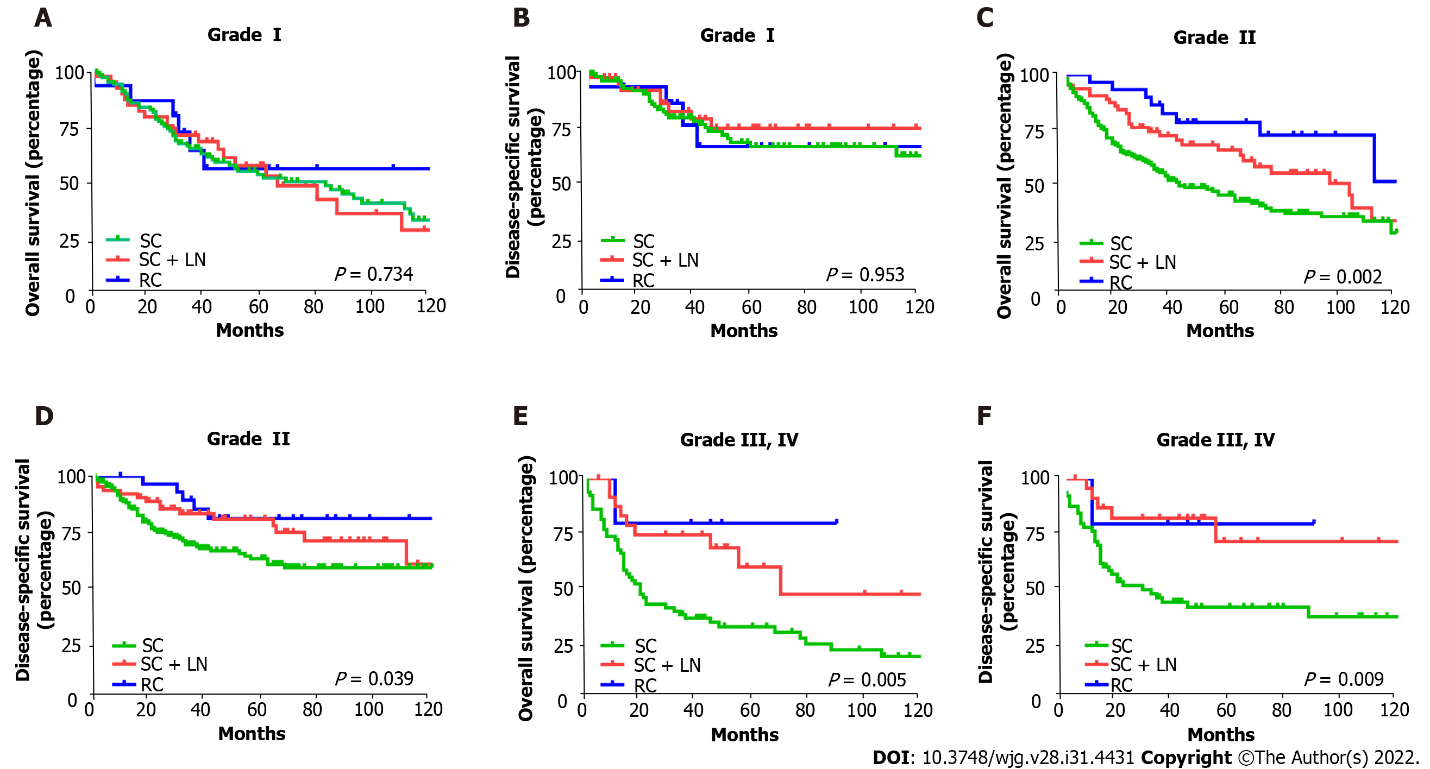 A
Grade I
Overall survival (percentage)
100
75
50
25
0
SC
SC + LN
RC
P = 0.734
0 20 40 60 80 100 120
Months
B
Grade I
Disease-specific survival
(percentage)
100
75
50
25
0
SC
SC + LN
RC
P = 0.953
0 20 40 60 80 100 120
Months
C
Grade II
Overall survival (percentage)
100
75
50
25
0
SC
SC + LN
RC
P = 0.002
0 20 40 60 80 100 120
Months
D
Grade II
Disease-specific survival
(percentage)
100
75
50
25
0
SC
SC + LN
RC
P = 0.039
0 20 40 60 80 100 120
Months
E
Grade III, IV
Overall survival (percentage)
100
75
50
25
0
SC
SC + LN
RC
P = 0.005
0 20 40 60 80 100 120
Months
F
Grade III, IV
Disease-specific survival
(percentage)
100
75
50
25
0
SC
SC + LN
RC
P = 0.009
0 20 40 60 80 100 120
Months
DOI: 10.3748/wjg.v28.i31.4431 Copyright ©The Author(s) 2022.